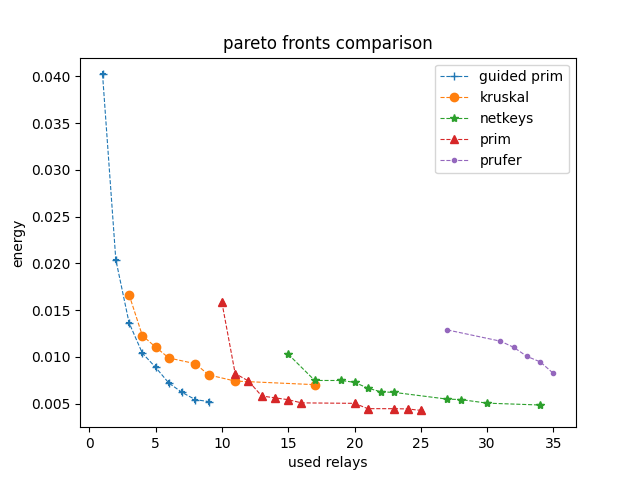 pareto fronts comparison
0.040
0.035
0.030
0.025
0.020
0.015
0.010
0.005
energy
guided prim
kruskal
netkeys
prim
prufer
0 5 10 15 20 25 30 35
used relays